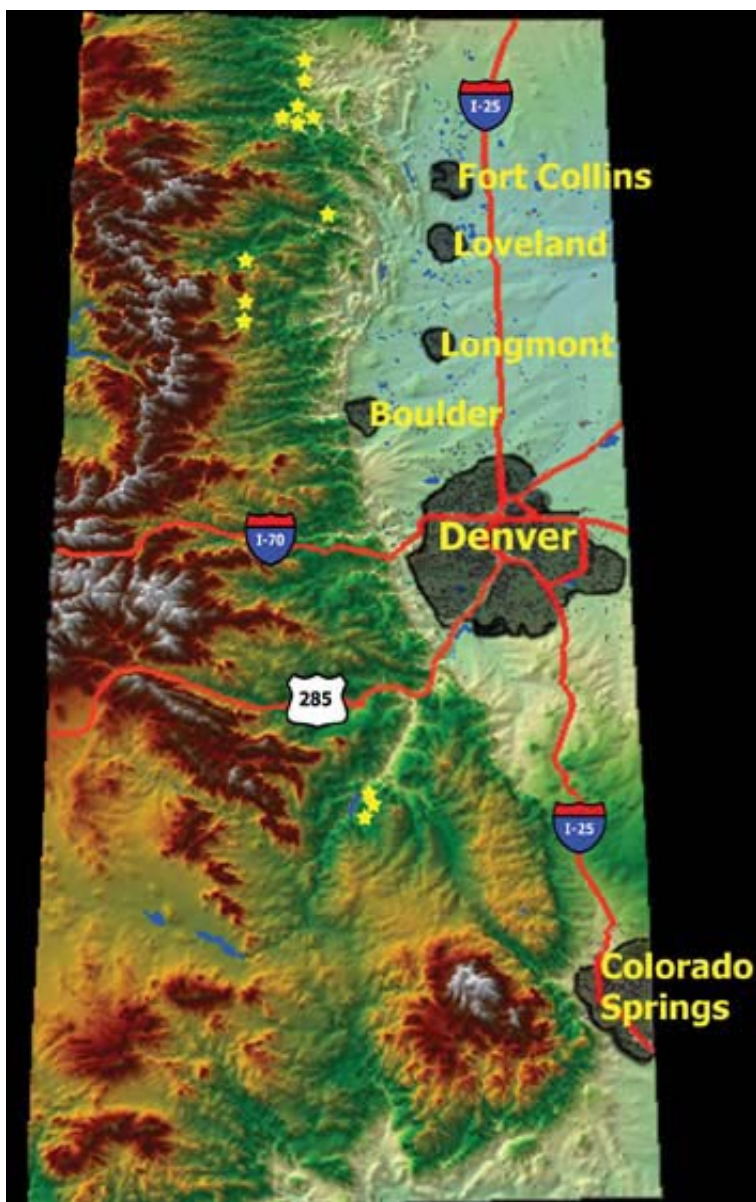 I-25
Fort Collins
Loveland
Longmont
Boulder
Denver
I-70
285
I-25
Colorado
Springs